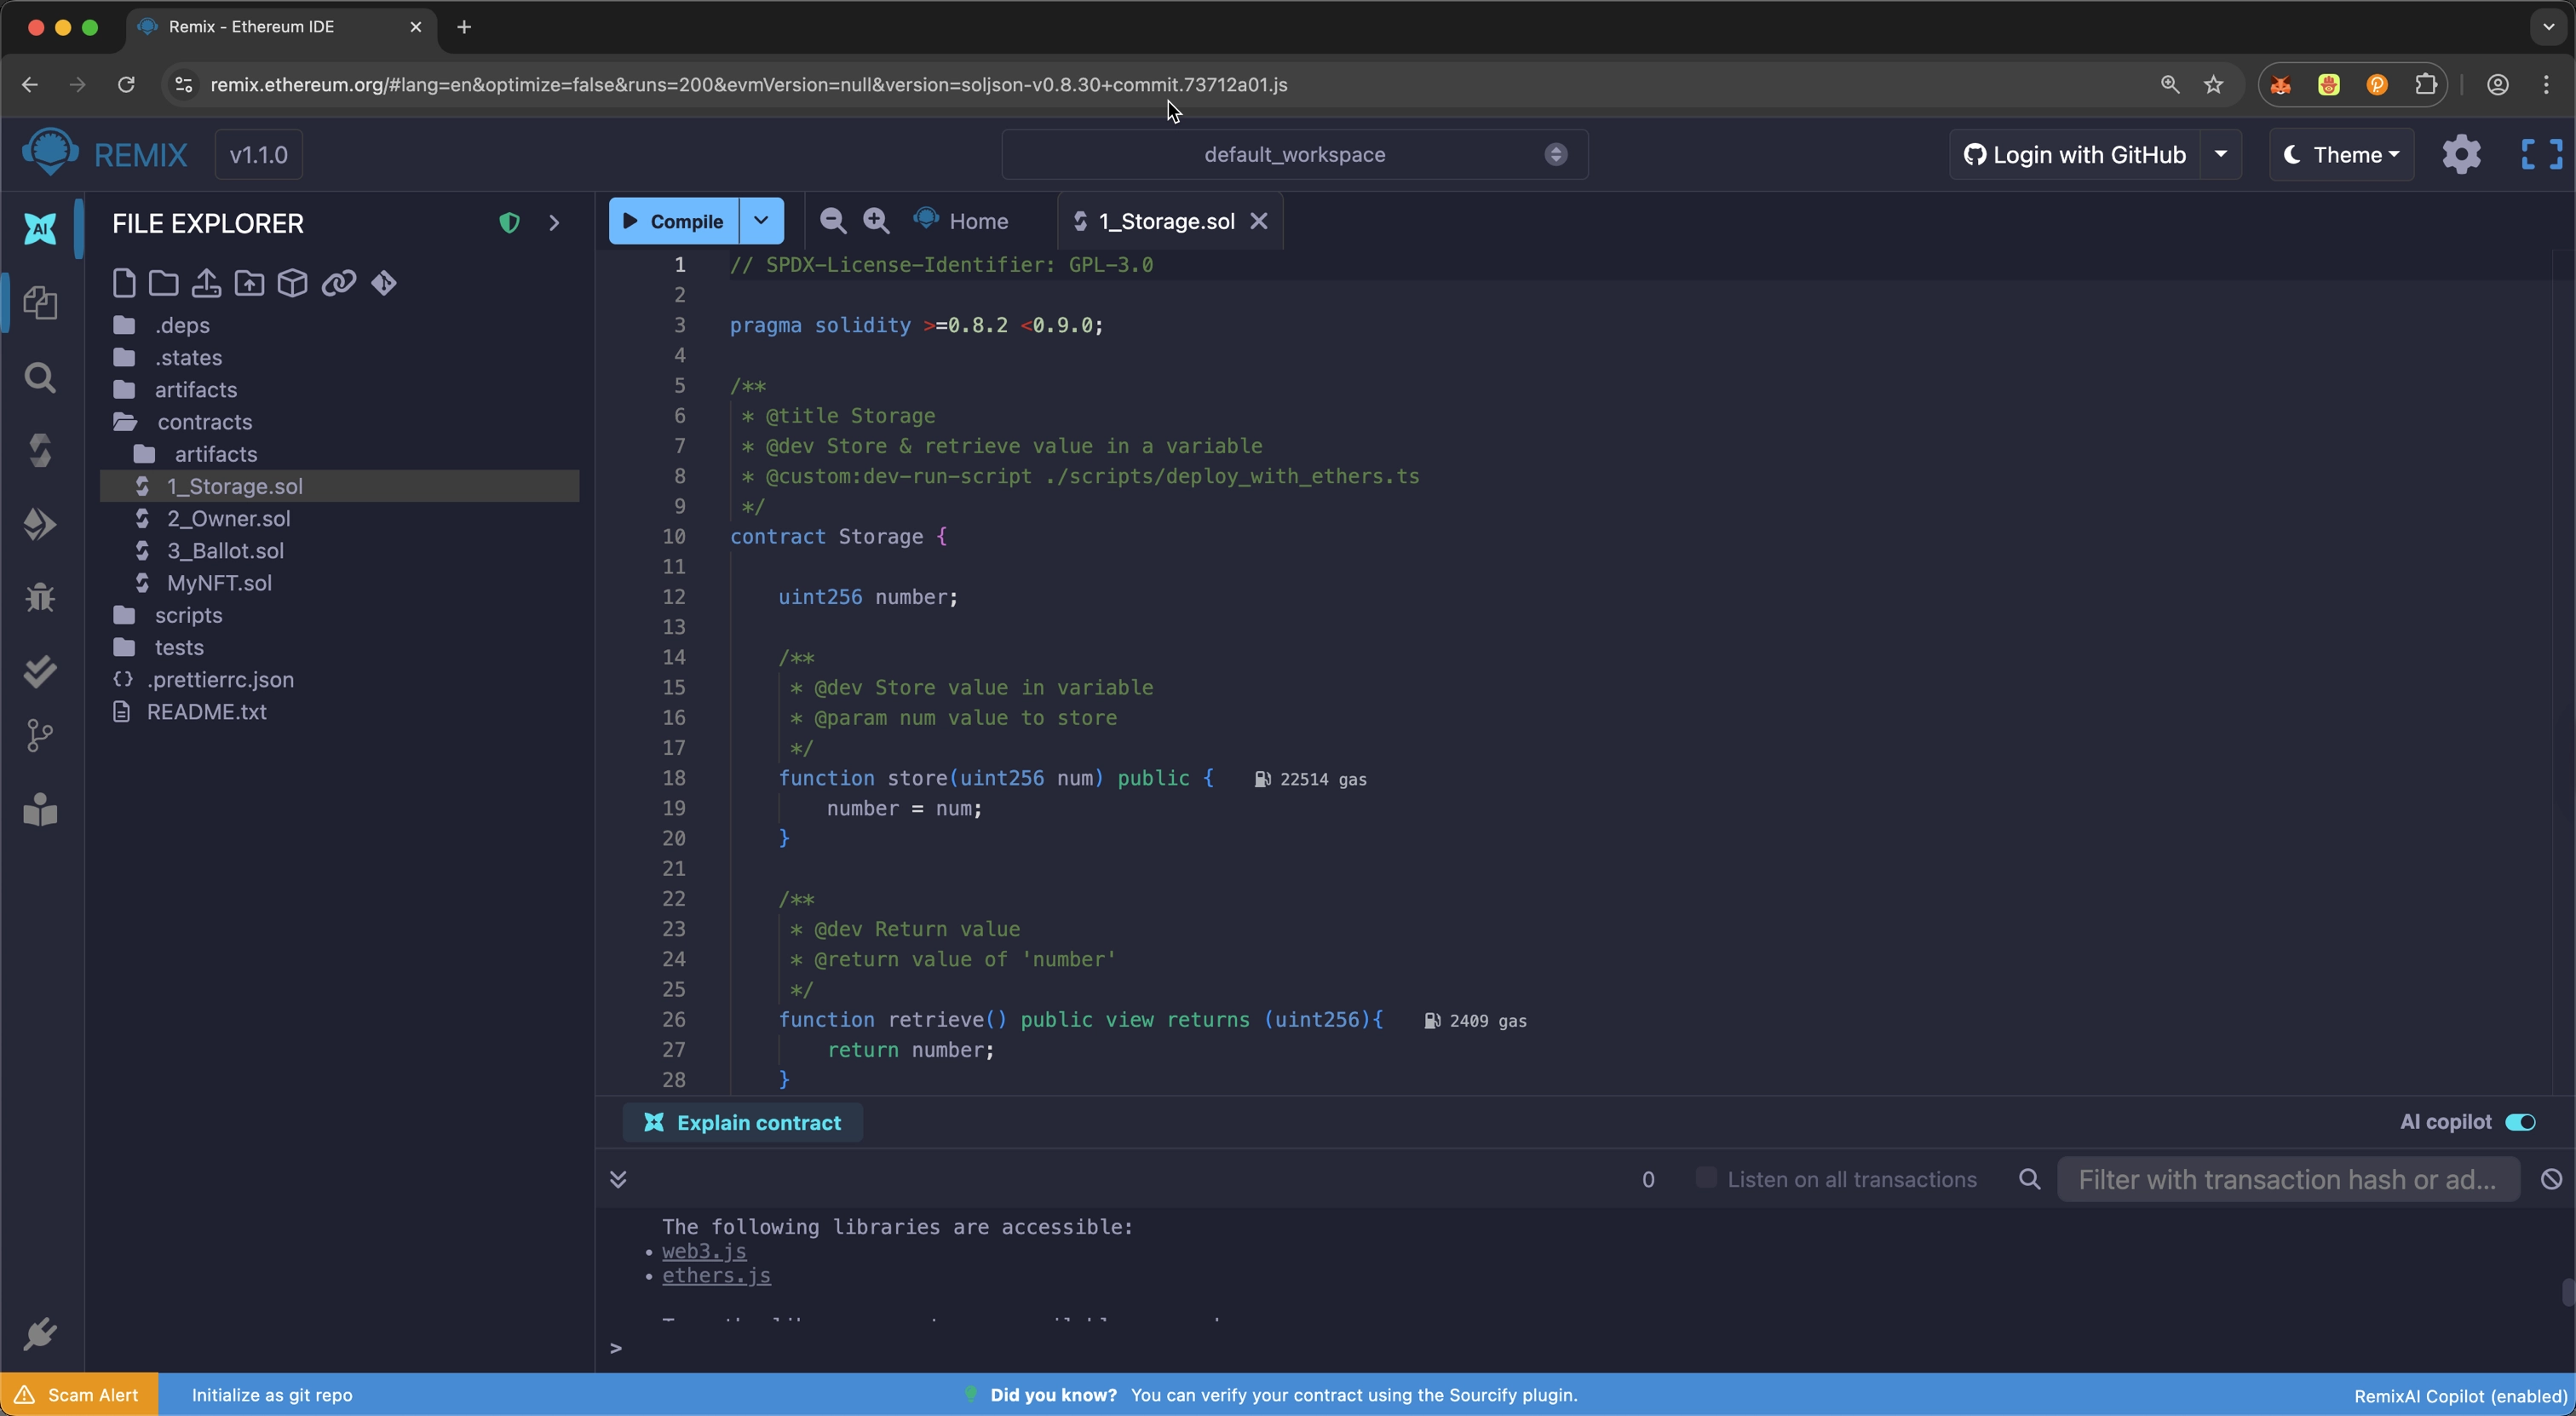 Remix - Ethereum IDE
remix.ethereum.org/#lang=en&optimize=false&runs=200&evmVersion=null&version=soljson-v0.8.30+commit.73712a01.js
REMIX
v1.1.0
default_workspace
Login with GitHub
Theme
AI
FILE EXPLORER
.deps
.states
artifacts
contracts
artifacts
1_Storage.sol
2_Owner.sol
3_Ballot.sol
MyNFT.sol
scripts
tests
.prettierrc.json
README.txt
Compile
Home
1_Storage.sol
1 // SPDX-License-Identifier: GPL-3.0
2
3 pragma solidity >=0.8.2 <0.9.0;
4
5 /**
6 * @title Storage
7 * @dev Store & retrieve value in a variable
8 * @custom:dev-run-script ./scripts/deploy_with_ethers.ts
9 */
10 contract Storage {
11
12 uint256 number;
13
14 /**
15 * @dev Store value in variable
16 * @param num value to store
17 */
18 function store(uint256 num) public { 22514 gas
19 number = num;
20 }
21
22 /**
23 * @dev Return value
24 * @return value of 'number'
25 */
26 function retrieve() public view returns (uint256){ 2409 gas
27 return number;
28 }
Explain contract
AI copilot
0
Listen on all transactions
Filter with transaction hash or ad...
The following libraries are accessible:
• web3.js
• ethers.js
>
Scam Alert
Initialize as git repo
Did you know? You can verify your contract using the Sourcify plugin.
RemixAI Copilot (enabled)